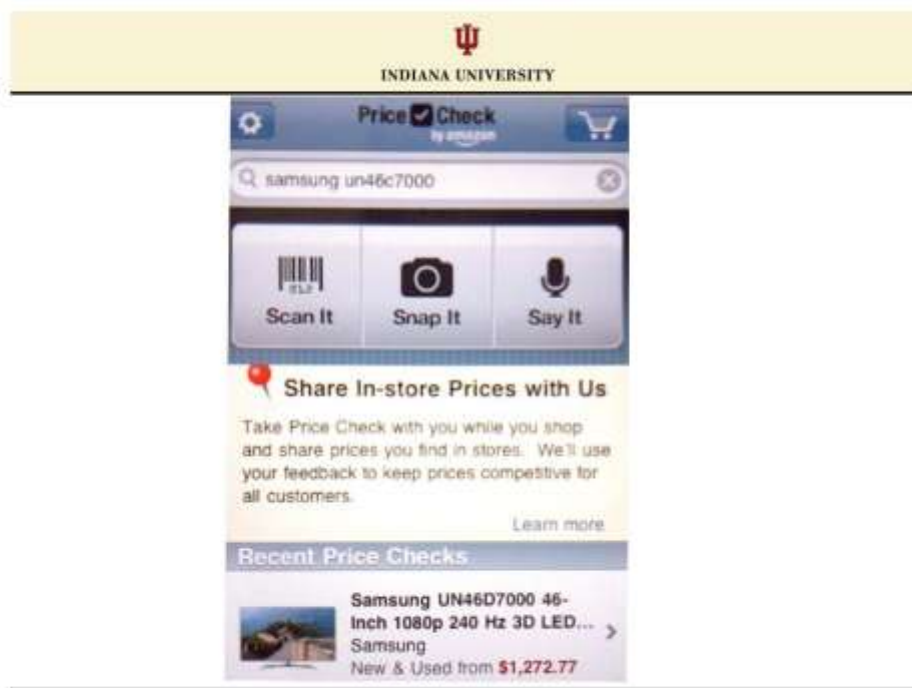 INDIANA UNIVERSITY
Price Check
by amazon
samsung un46c7000
Scan It
Snap It
Say It
Share In-store Prices with Us
Take Price Check with you while you shop
and share prices you find in stores. We'll use
your feedback to keep prices competitive for
all customers.
Learn more
Recent Price Checks
Samsung UN46D7000 46-
Inch 1080p 240 Hz 3D LED...
Samsung
New & Used from $1,272.77